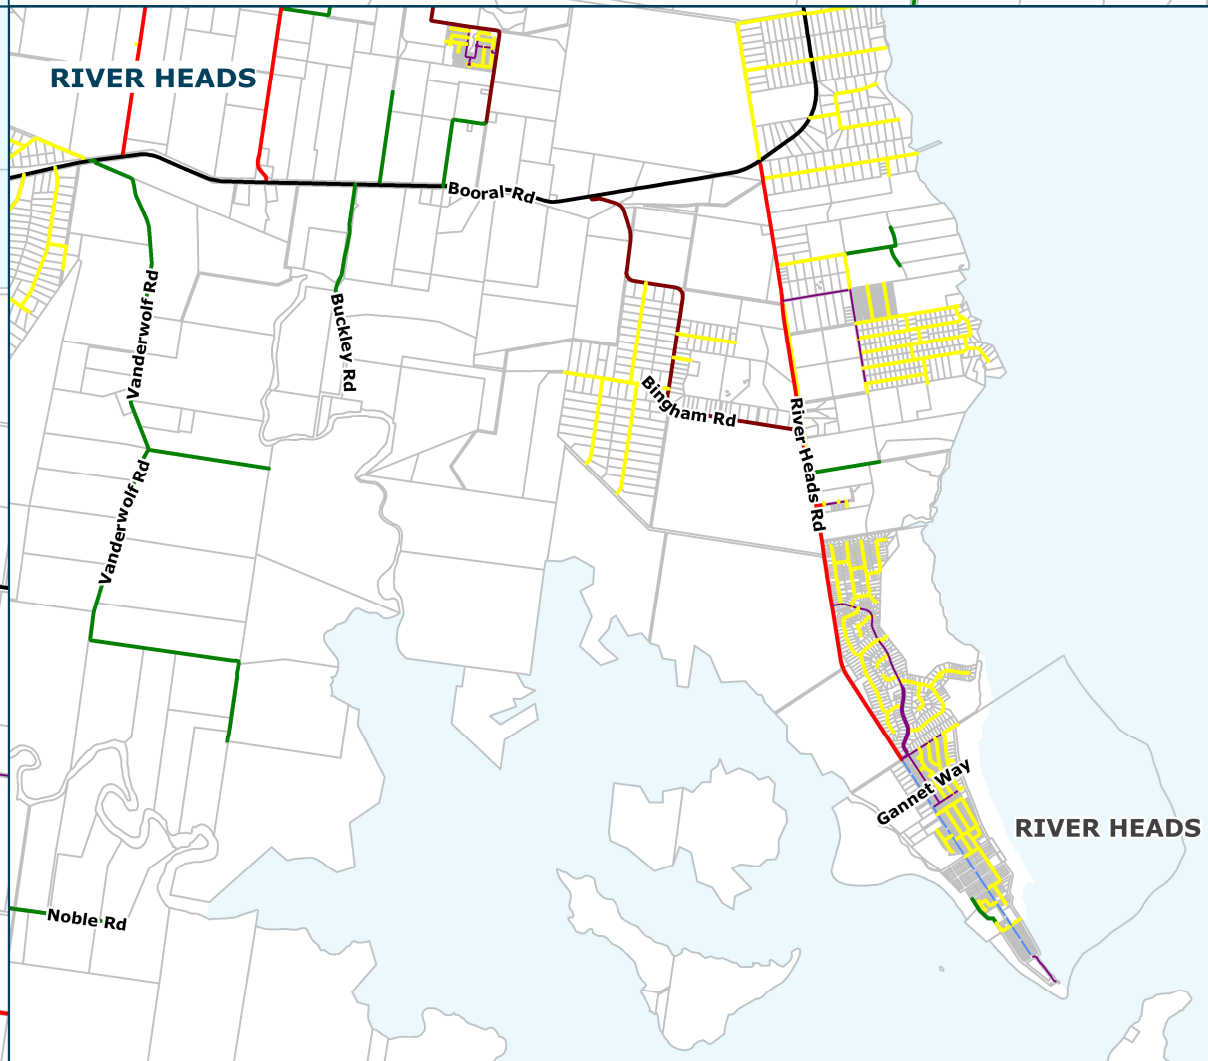 RIVER HEADS
Booral Rd
Vanderwolf Rd
Buckley Rd
Bingham Rd
River Heads Rd
Vanderwolf Rd
Gannet Way
RIVER HEADS
Noble Rd